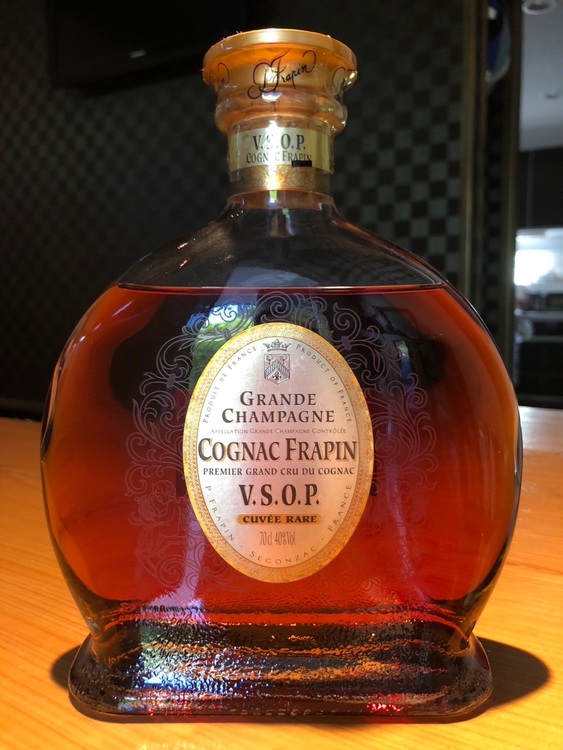 P. Frapin
V.S.O.P.
COGNAC FRAPIN
PRODUIT DE FRANCE
PRODUCT OF FRANCE
GRANDE
CHAMPAGNE
APPELLATION GRANDE CHAMPAGNE CONTRÔLÉE
COGNAC FRAPIN
PREMIER GRAND CRU DU COGNAC
V.S.O.P.
CUVÉE RARE
70cl 40%Vol.
P. FRAPIN - SEGONZAC - FRANCE